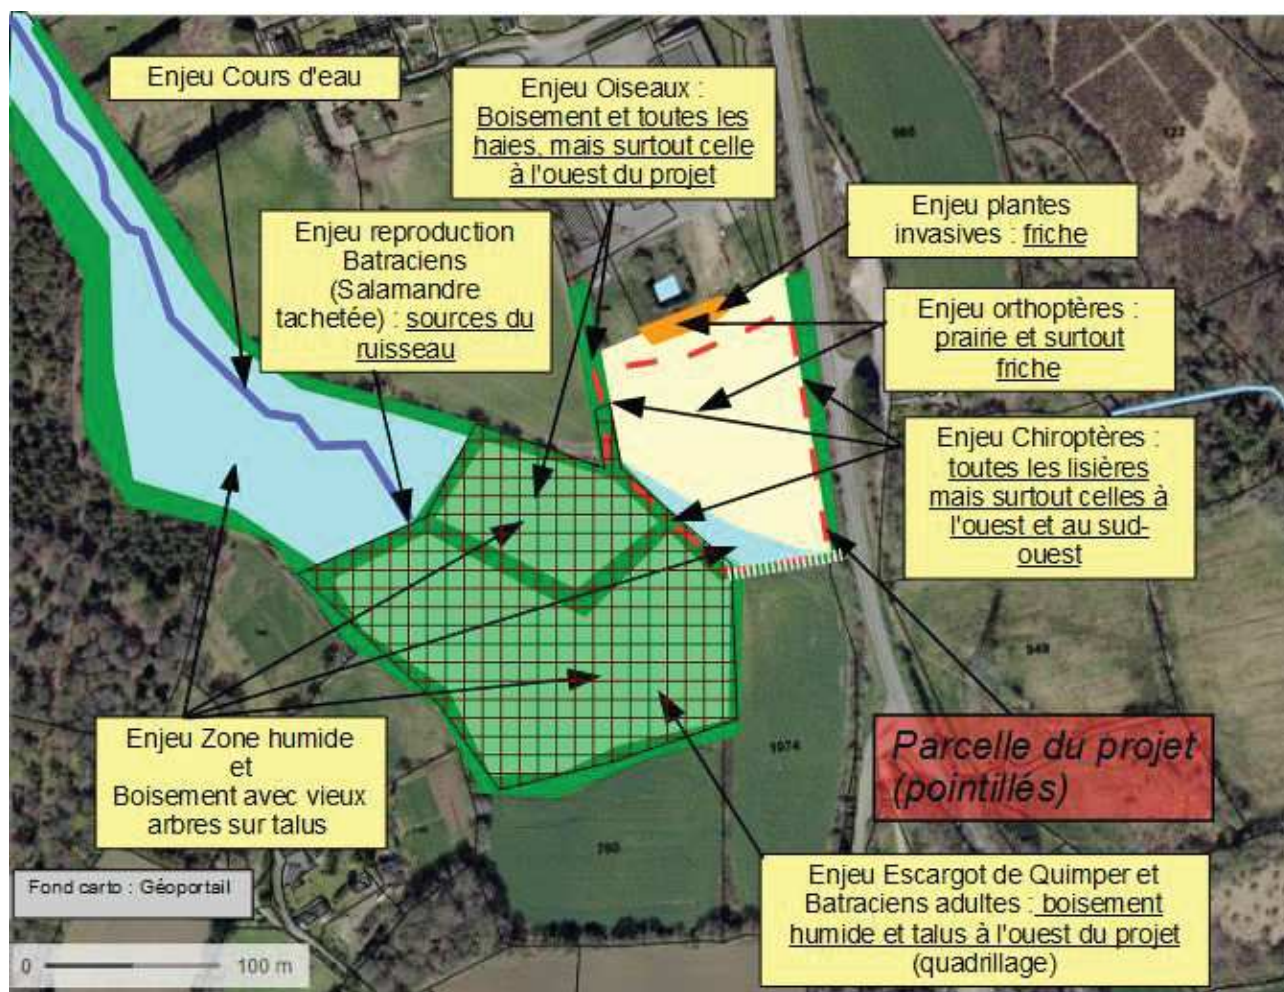 Enjeu Cours d'eau
Enjeu Oiseaux :
Boisement et toutes les
haies, mais surtout celle
à l'ouest du projet
Enjeu plantes
invasives : friche
Enjeu reproduction
Batraciens
(Salamandre
tachetée) : sources du
ruisseau
Enjeu orthoptères :
prairie et surtout
friche
Enjeu Chiroptères :
toutes les lisières
mais surtout celles à
l'ouest et au sud-
ouest
Enjeu Zone humide
et
Boisement avec vieux
arbres sur talus
Parcelle du projet
(pointillés)
Enjeu Escargot de Quimper et
Batraciens adultes : boisement
humide et talus à l'ouest du projet
(quadrillage)
Fond carto : Géoportail
0 100 m
122
949
1074
760